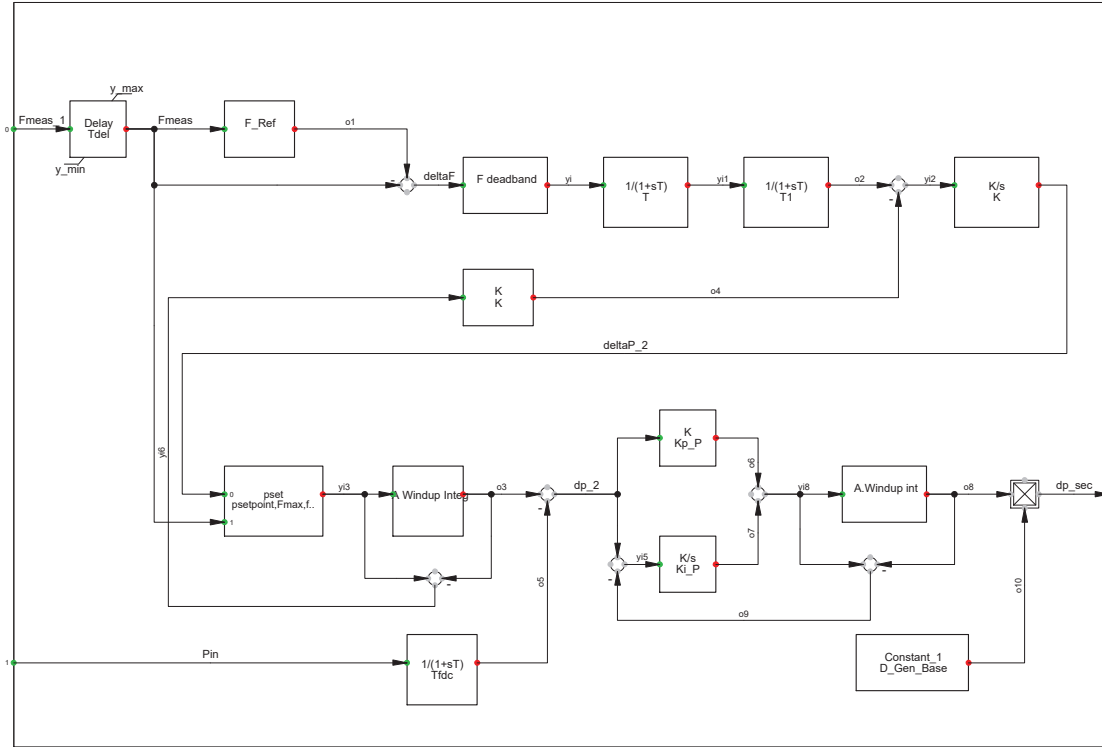 y_max
Fmeas_1
Delay
Tdel
y_min
Fmeas
F_Ref
o1
-
deltaF
F deadband
yi
1/(1+sT)
T
yi1
1/(1+sT)
T1
o2
-
yi2
K/s
K
K
K
o4
deltaP_2
yi6
0
1
pset
psetpoint,Fmax,f..
yi3
A Windup Integ
o3
-
-
o5
dp_2
K
Kp_P
o6
yi5
-
K/s
Ki_P
o7
yi8
A.Windup int
o8
-
o9
dp_sec
o10
Constant_1
D_Gen_Base
Pin
1/(1+sT)
Tfdc
0
1